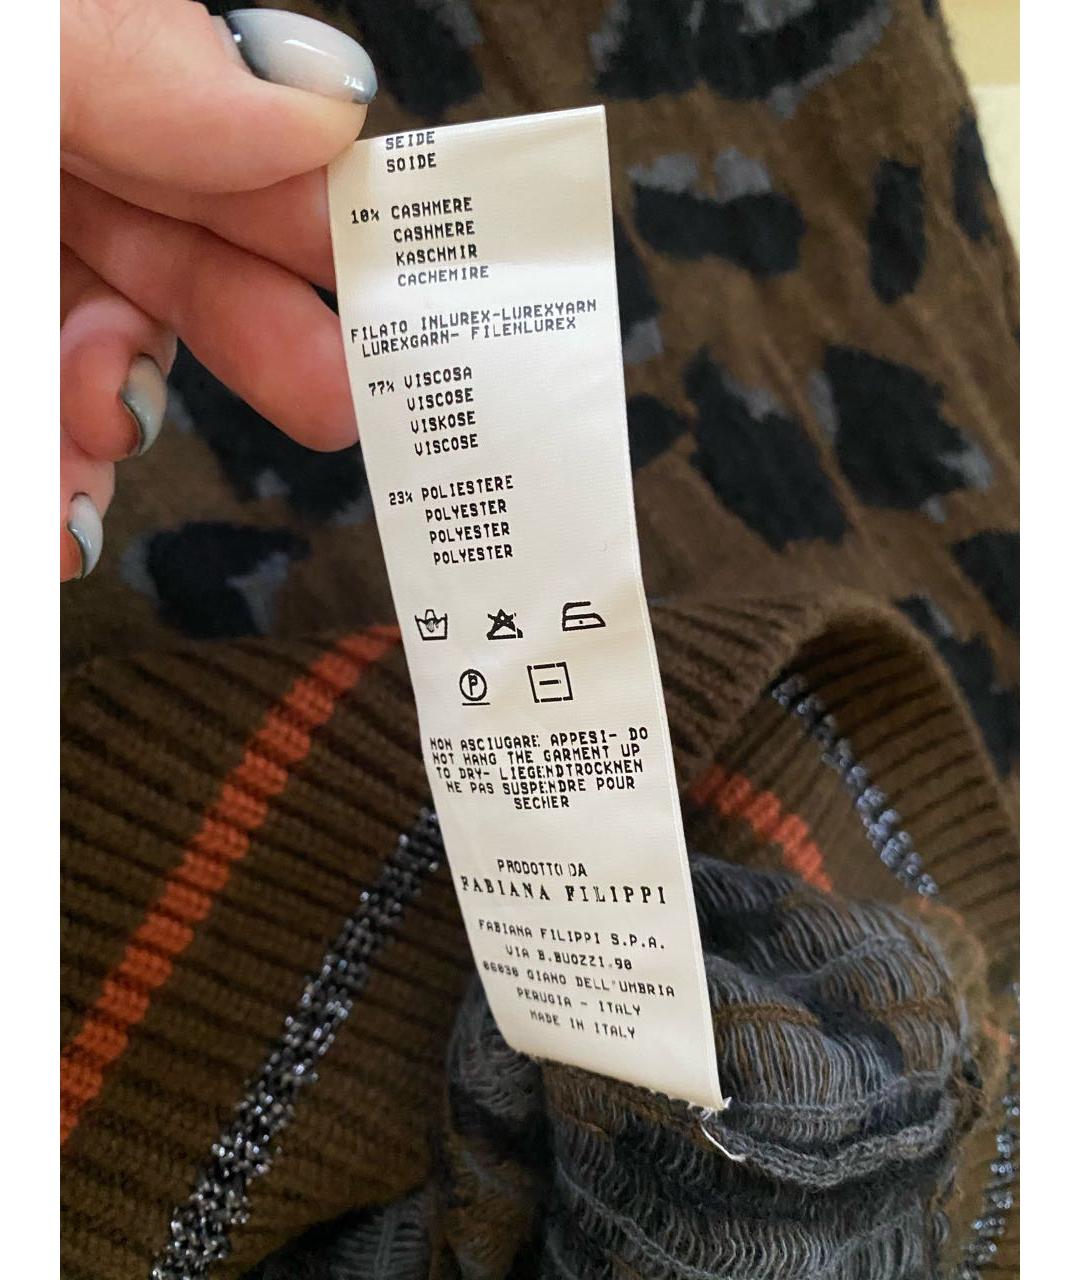 SEIDE
SOIDE
10% CASHMERE
CASHMERE
KASCHMIR
CACHEMIRE
FILATO INLUREX-LUREXYARN
LUREXGARN- FILENLUREX
77% VISCOSA
VISCOSE
VISKOSE
VISCOSE
23% POLIESTERE
POLYESTER
POLYESTER
POLYESTER
P
NON ASCIUGARE APPESI- DO
NOT HANG THE GARMENT UP
TO DRY- LIEGENDTROCKNEN
NE PAS SUSPENDRE POUR
SECHER
PRODOTTO DA
FABIANA FILIPPI
FABIANA FILIPPI S.P.A.
VIA B.BUOZZI.90
06030 GIANO DELL'UMBRIA
PERUGIA - ITALY
MADE IN ITALY